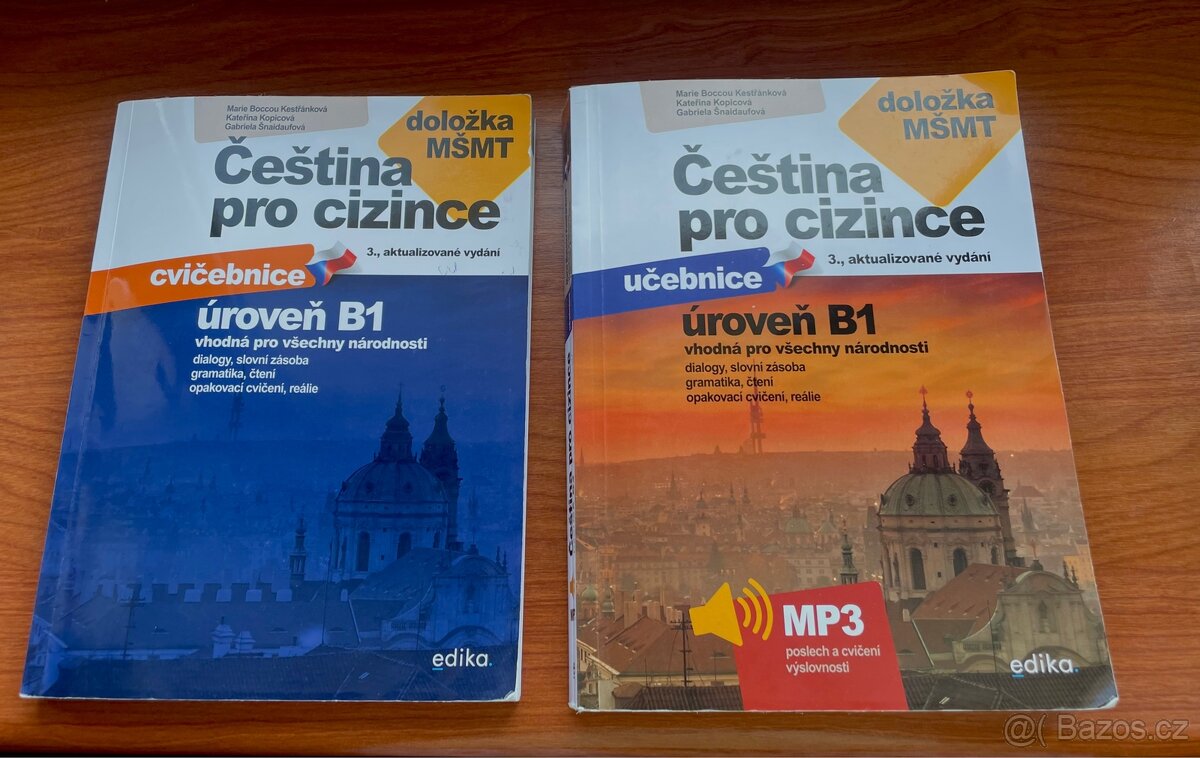 Marie Boccou Kestřánková
Kateřina Kopicová
Gabriela Šnaidaufová
doložka
MŠMT
Čeština
pro cizince
3., aktualizované vydání
cvičebnice
úroveň B1
vhodná pro všechny národnosti
dialogy, slovní zásoba
gramatika, čtení
opakovací cvičení, reálie
edika.
Marie Boccou Kestřánková
Kateřina Kopicová
Gabriela Šnaidaufová
doložka
MŠMT
Čeština
pro cizince
3., aktualizované vydání
učebnice
úroveň B1
vhodná pro všechny národnosti
dialogy, slovní zásoba
gramatika, čtení
opakovací cvičení, reálie
Čeština pro cizince
MP3
poslech a cvičení
výslovnosti
edika.
@( Bazos.cz